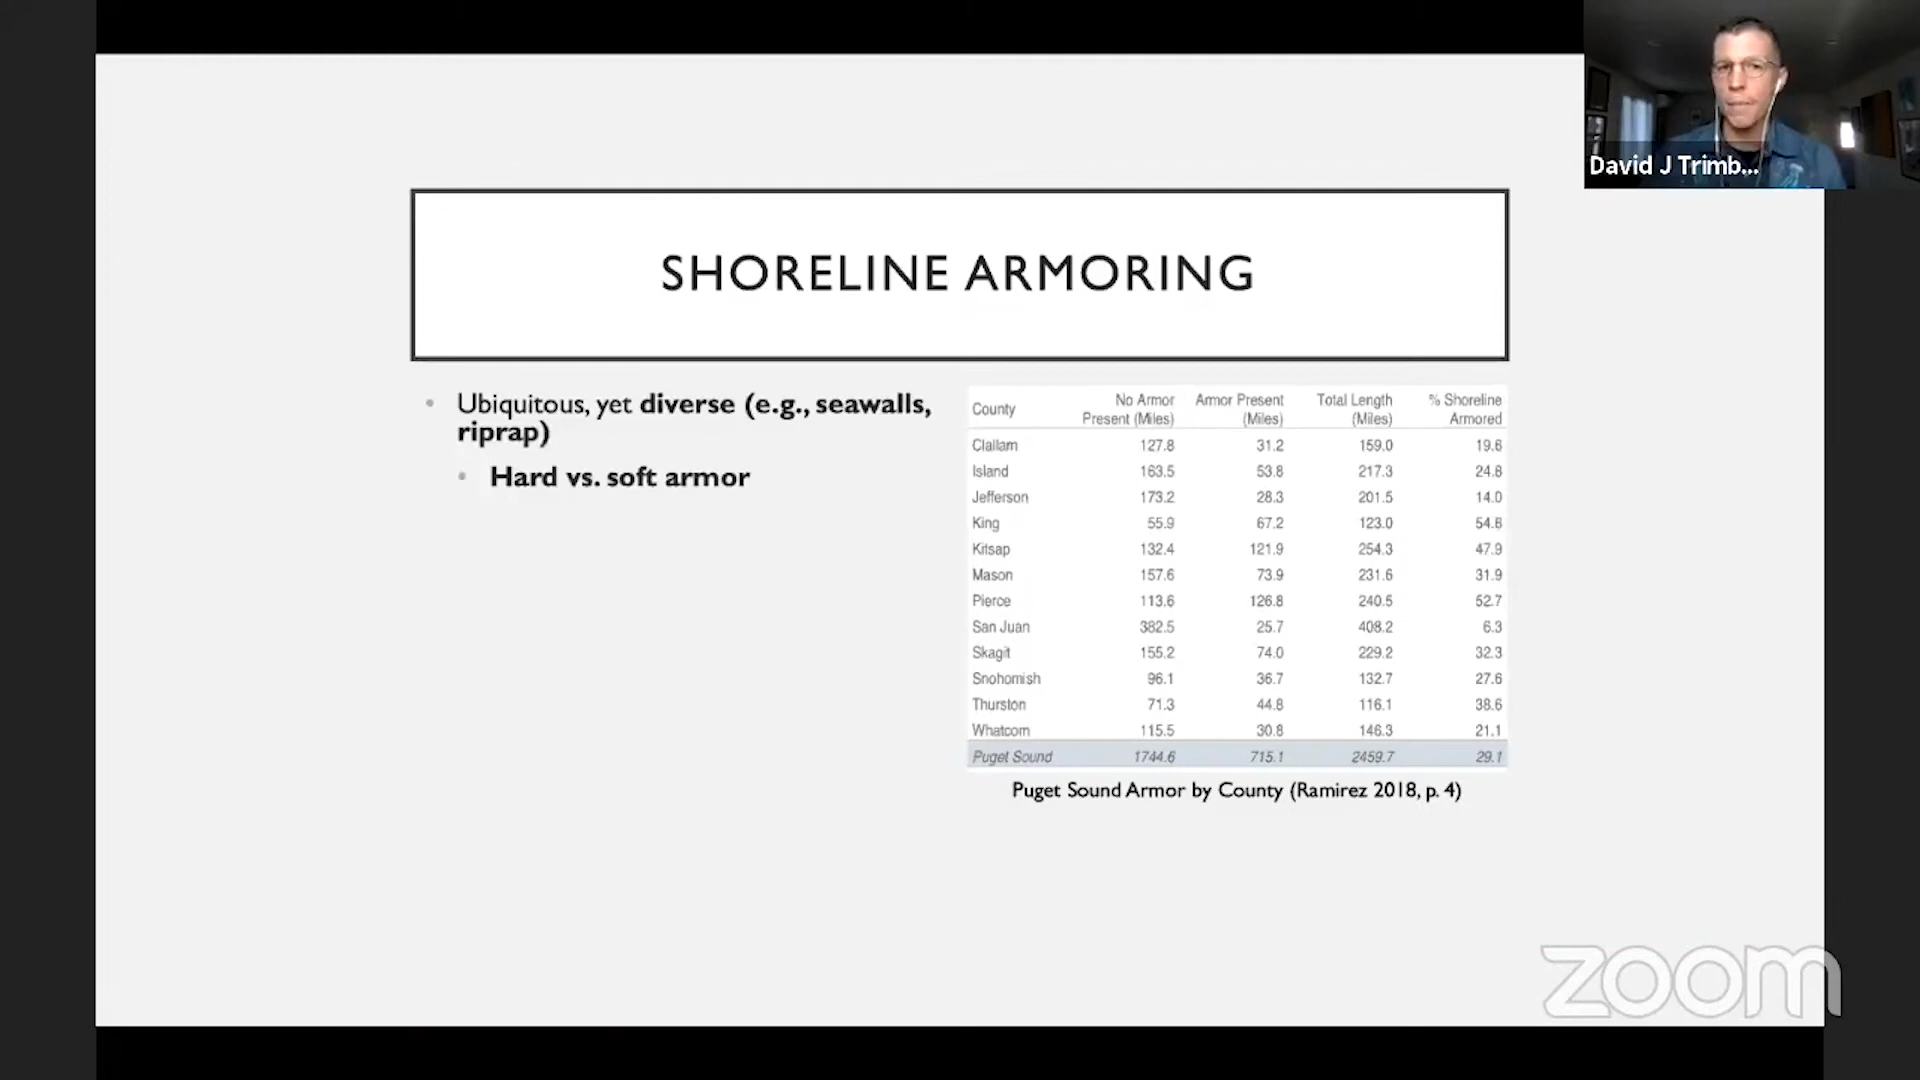 David J Trimb...
SHORELINE ARMORING
• Ubiquitous, yet diverse (e.g., seawalls,
riprap)
• Hard vs. soft armor
County No Armor Present (Miles) Armor Present (Miles) Total Length (Miles) % Shoreline Armored
Clallam 127.8 31.2 159.0 19.6
Island 163.5 53.8 217.3 24.8
Jefferson 173.2 28.3 201.5 14.0
King 55.9 67.2 123.0 54.6
Kitsap 132.4 121.9 254.3 47.9
Mason 157.6 73.9 231.6 31.9
Pierce 113.6 126.8 240.5 52.7
San Juan 382.5 25.7 408.2 6.3
Skagit 155.2 74.0 229.2 32.3
Snohomish 96.1 36.7 132.7 27.6
Thurston 71.3 44.8 116.1 38.6
Whatcom 115.5 30.8 146.3 21.1
Puget Sound 1744.6 715.1 2459.7 29.1
Puget Sound Armor by County (Ramirez 2018, p. 4)
zoom